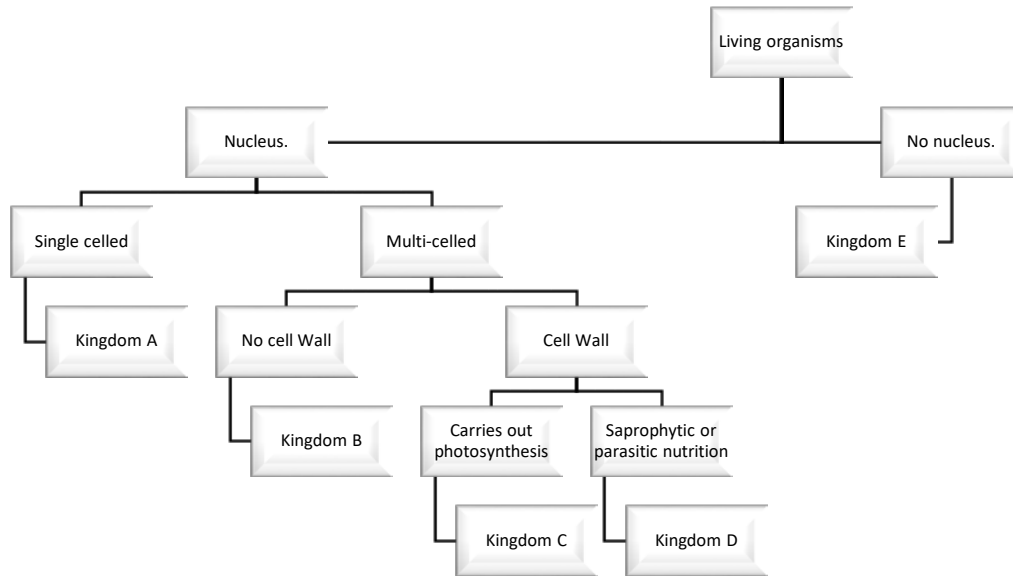 Living organisms
Nucleus.
No nucleus.
Single celled
Multi-celled
Kingdom E
Kingdom A
No cell Wall
Cell Wall
Kingdom B
Carries out
photosynthesis
Saprophytic or
parasitic nutrition
Kingdom C
Kingdom D